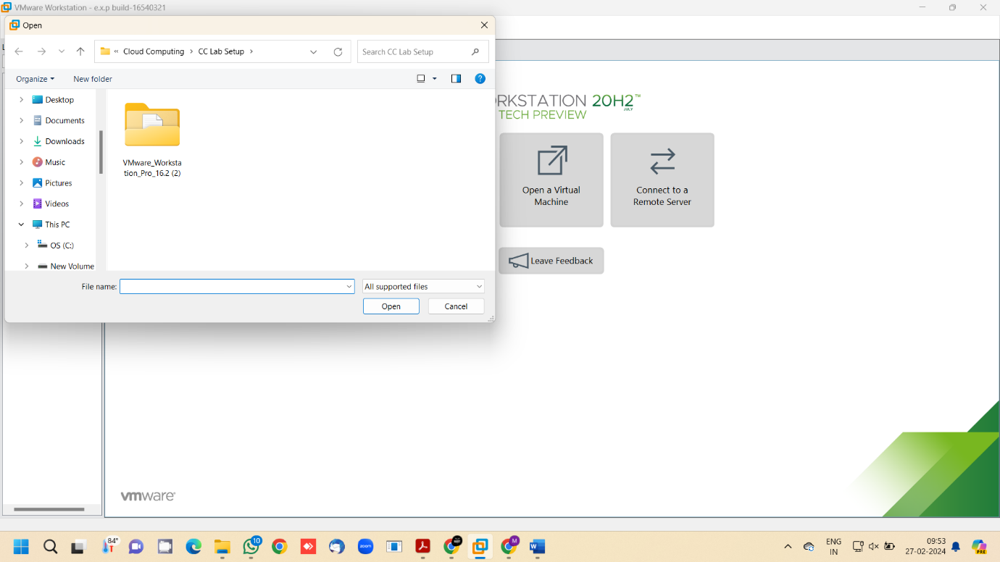 VMware Workstation - e.x.p build-16540321
Open
« Cloud Computing > CC Lab Setup >
Search CC Lab Setup
Organize
New folder
Desktop
Documents
Downloads
Music
Pictures
Videos
This PC
OS (C:)
New Volume
VMware_Worksta
tion_Pro_16.2 (2)
File name:
All supported files
Open
Cancel
RKSTATION 20H2™
JULY
TECH PREVIEW
Open a Virtual
Machine
Connect to a
Remote Server
Leave Feedback
vmware®
84°
10
zoom
M
W
ENG
IN
09:53
27-02-2024
PRE